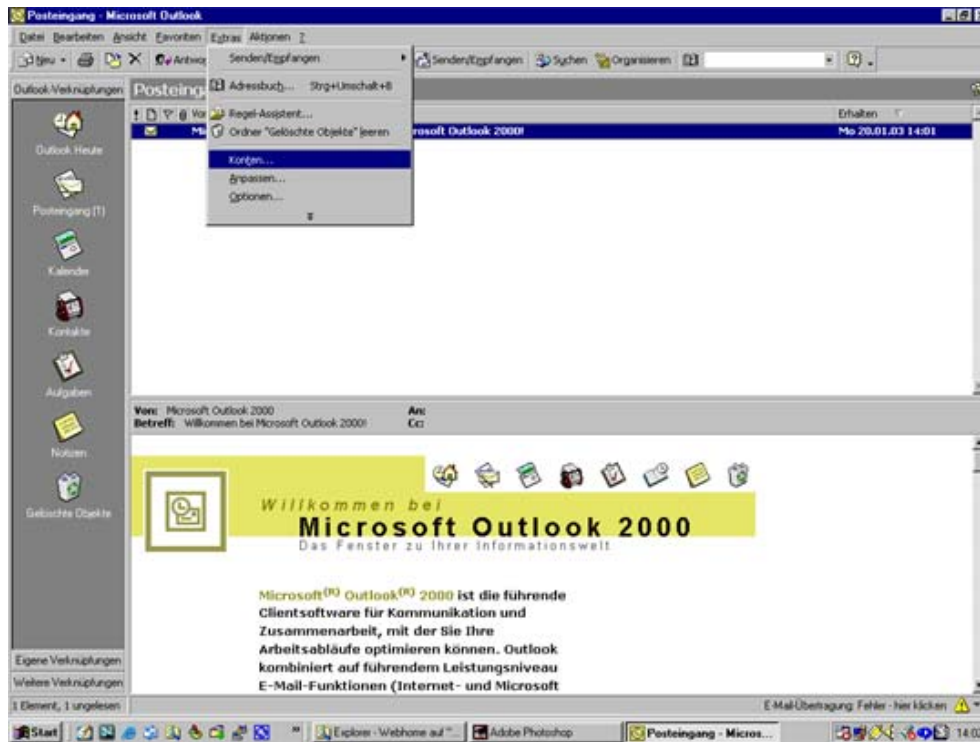 Posteingang - Microsoft Outlook
Datei Bearbeiten Ansicht Favoriten Extras Aktionen ?
Neu Antwor Senden/Empfangen Suchen Organisieren
Senden/Empfangen
Adressbuch... Strg+Umschalt+B
Regel-Assistent...
Ordner "Gelöschte Objekte" leeren
Konten...
Anpassen...
Optionen...
Outlook-Verknüpfungen
Posteing
Erhalten
rosoft Outlook 2000!
Mo 20.01.03 14:01
Outlook Heute
Posteingang (1)
Kalender
Kontakte
Aufgaben
Notizen
Gelöschte Objekte
Eigene Verknüpfungen
Weitere Verknüpfungen
Von: Microsoft Outlook 2000 An:
Betreff: Willkommen bei Microsoft Outlook 2000! Cc:
Willkommen bei
Microsoft Outlook 2000
Das Fenster zu Ihrer Informationswelt
Microsoft(R) Outlook(R) 2000 ist die führende
Clientsoftware für Kommunikation und
Zusammenarbeit, mit der Sie Ihre
Arbeitsabläufe optimieren können. Outlook
kombiniert auf führendem Leistungsniveau
E-Mail-Funktionen (Internet- und Microsoft
1 Element, 1 ungelesen
E-Mail-Übertragung: Fehler - hier klicken
Start
Explorer - Webhome auf "...
Adobe Photoshop
Posteingang - Micros...